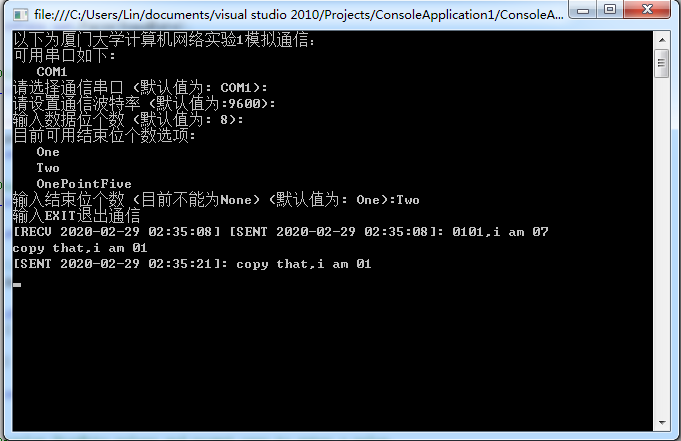 file:///C:/Users/Lin/documents/visual studio 2010/Projects/ConsoleApplication1/ConsoleA...
以下为厦门大学计算机网络实验1模拟通信:
可用串口如下:
COM1
请选择通信串口 (默认值为: COM1):
请设置通信波特率 (默认值为:9600):
输入数据位个数 (默认值为: 8):
目前可用结束位个数选项:
One
Two
OnePointFive
输入结束位个数 (目前不能为None) (默认值为: One):Two
输入EXIT退出通信
[RECV 2020-02-29 02:35:08] [SENT 2020-02-29 02:35:08]: 0101,i am 07
copy that,i am 01
[SENT 2020-02-29 02:35:21]: copy that,i am 01